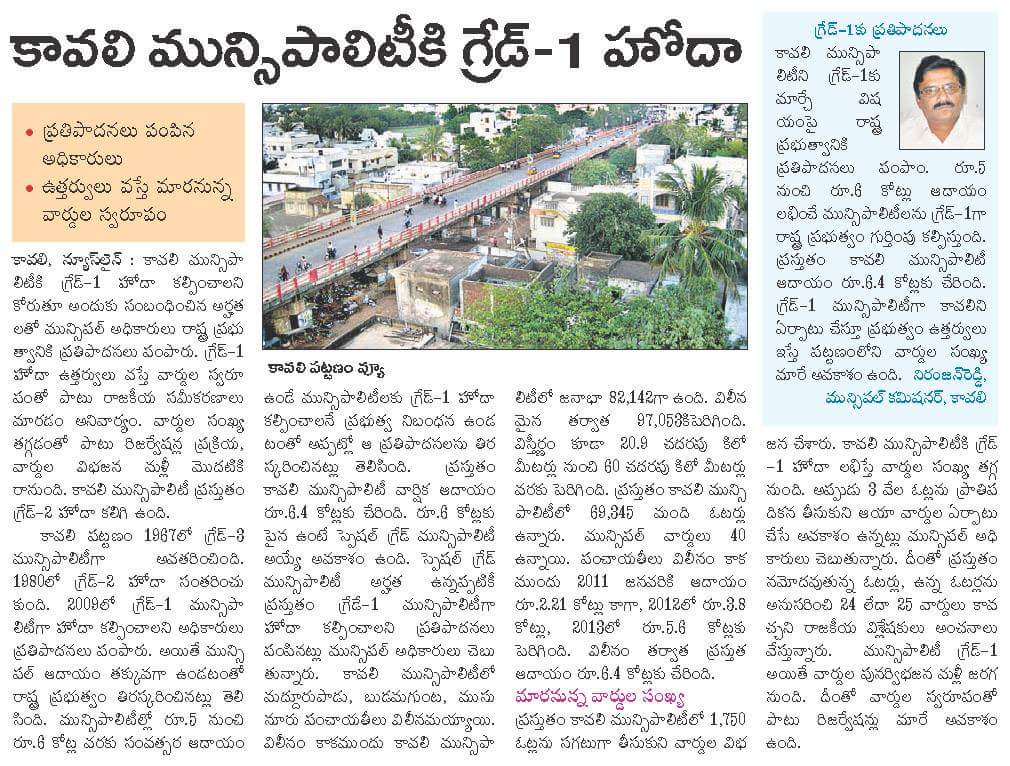 కావలి మున్సిపాలిటీకి గ్రేడ్-1 హోదా
• ప్రతిపాదనలు పంపిన
అధికారులు
• ఉత్తర్వులు వస్తే మారనున్న
వార్డుల స్వరూపం
కావలి, న్యూస్‌లైన్ : కావలి మున్సిపా
లిటీకి గ్రేడ్-1 హోదా కల్పించాలని
కోరుతూ అందుకు సంబంధించిన అర్హత
లతో మున్సిపల్ అధికారులు రాష్ట్ర ప్రభు
త్వానికి ప్రతిపాదనలు పంపారు. గ్రేడ్-1
హోదా ఉత్తర్వులు వస్తే వార్డుల స్వరూ
పంతో పాటు రాజకీయ సమీకరణాలు
మారడం అనివార్యం. వార్డుల సంఖ్య
తగ్గడంతో పాటు రిజర్వేషన్ల ప్రక్రియ,
వార్డుల విభజన మళ్లీ మొదటికి
రానుంది. కావలి మున్సిపాలిటీ ప్రస్తుతం
గ్రేడ్-2 హోదా కలిగి ఉంది.
కావలి పట్టణం 1967లో గ్రేడ్-3
మున్సిపాలిటీగా అవతరించింది.
1980లో గ్రేడ్-2 హోదా సంతరించు
కుంది. 2009లో గ్రేడ్-1 మున్సిపా
లిటీగా హోదా కల్పించాలని అధికారులు
ప్రతిపాదనలు పంపారు. అయితే మున్సి
పల్ ఆదాయం తక్కువగా ఉండటంతో
రాష్ట్ర ప్రభుత్వం తిరస్కరించినట్లు తెలి
సింది. మున్సిపాలిటీల్లో రూ.5 నుంచి
రూ.6 కోట్ల వరకు సంవత్సర ఆదాయం
కావలి పట్టణం వ్యూ
ఉండే మున్సిపాలిటీలకు గ్రేడ్-1 హోదా
కల్పించాలనే ప్రభుత్వ నిబంధన ఉండ
టంతో అప్పట్లో ఆ ప్రతిపాదనలను తిర
స్కరించినట్లు తెలిసింది. ప్రస్తుతం
కావలి మున్సిపాలిటీ వార్షిక ఆదాయం
రూ.6.4 కోట్లకు చేరింది. రూ.6 కోట్లకు
పైన ఉంటే స్పెషల్ గ్రేడ్ మున్సిపాలిటీ
అయ్యే అవకాశం ఉంది. స్పెషల్ గ్రేడ్
మున్సిపాలిటీ అర్హత ఉన్నప్పటికీ
ప్రస్తుతం గ్రేడే-1 మున్సిపాలిటీగా
హోదా కల్పించాలని ప్రతిపాదనలు
పంపినట్లు మున్సిపల్ అధికారులు చెబు
తున్నారు. కావలి మున్సిపాలిటీలో
మద్దూరుపాడు, బుడమగుంట, ముసు
నూరు పంచాయతీలు విలీనమయ్యాయి.
విలీనం కాకముందు కావలి మున్సిపా
లిటీలో జనాభా 82,142గా ఉంది. విలీన
మైన తర్వాత 97,053కిపెరిగింది.
విస్తీర్ణం కూడా 20.9 చదరపు కిలో
మీటర్లు నుంచి 60 చదరపు కిలో మీటర్లు
వరకు పెరిగింది. ప్రస్తుతం కావలి మున్సి
పాలిటీలో 69,345 మంది ఓటర్లు
ఉన్నారు. మున్సిపల్ వార్డులు 40
ఉన్నాయి. పంచాయతీలు విలీనం కాక
ముందు 2011 జనవరికి ఆదాయం
రూ.2.21 కోట్లు కాగా, 2012లో రూ.3.8
కోట్లు, 2013లో రూ.5.6 కోట్లకు
పెరిగింది. విలీనం తర్వాత ప్రస్తుత
ఆదాయం రూ.6.4 కోట్లకు చేరింది.
మారనున్న వార్డుల సంఖ్య
ప్రస్తుతం కావలి మున్సిపాలిటీలో 1,750
ఓట్లను సగటుగా తీసుకుని వార్డుల విభ
జన చేశారు. కావలి మున్సిపాలిటీకి గ్రేడ్
-1 హోదా లభిస్తే వార్డుల సంఖ్య తగ్గ
నుంది. అప్పుడు 3 వేల ఓట్లను ప్రాతిప
దికన తీసుకుని ఆయా వార్డుల ఏర్పాటు
చేసే అవకాశం ఉన్నట్లు మున్సిపల్ అధి
కారులు చెబుతున్నారు. దీంతో ప్రస్తుతం
నమోదవుతున్న ఓటర్లు, ఉన్న ఓటర్లను
అనుసరించి 24 లేదా 25 వార్డులు కావ
చ్చని రాజకీయ విశ్లేషకులు అంచనాలు
వేస్తున్నారు. మున్సిపాలిటీ గ్రేడ్-1
అయితే వార్డుల పునర్విభజన మళ్లీ జరగ
నుంది. దీంతో వార్డుల స్వరూపంతో
పాటు రిజర్వేషన్లు మారే అవకాశం
ఉంది.
గ్రేడ్-1కు ప్రతిపాదనలు
కావలి మున్సిపా
లిటీని గ్రేడ్-1కు
మార్చే విష
యంపై రాష్ట్ర
ప్రభుత్వానికి
ప్రతిపాదనలు పంపాం. రూ.5
నుంచి రూ.6 కోట్లు ఆదాయం
లభించే మున్సిపాలిటీలను గ్రేడ్-1గా
రాష్ట్ర ప్రభుత్వం గుర్తింపు కల్పిస్తుంది.
ప్రస్తుతం కావలి మున్సిపాలిటీ
ఆదాయం రూ.6.4 కోట్లకు చేరింది.
గ్రేడ్-1 మున్సిపాలిటీగా కావలిని
ఏర్పాటు చేస్తూ ప్రభుత్వం ఉత్తర్వులు
ఇస్తే పట్టణంలోని వార్డుల సంఖ్య
మారే అవకాశం ఉంది. నిరంజన్‌రెడ్డి,
మున్సిపల్ కమిషనర్, కావలి